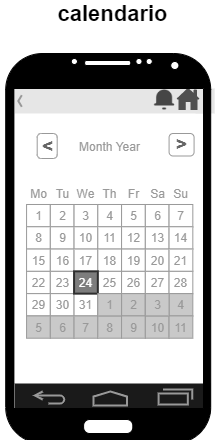 calendario
<
< Month Year >
Mo Tu We Th Fr Sa Su
1 2 3 4 5 6 7
8 9 10 11 12 13 14
15 16 17 18 19 20 21
22 23 24 25 26 27 28
29 30 31 1 2 3 4
5 6 7 8 9 10 11